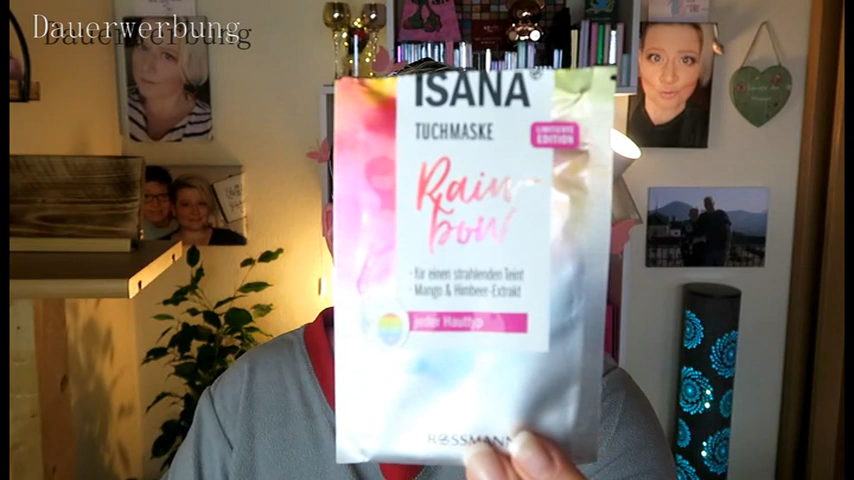 Dauerwerbung
ISANA
TUCHMASKE
LIMITIERTE
EDITION
Rain-
bow
· für einen strahlenden Teint
· Mango & Himbeer-Extrakt
jeder Hauttyp
ROSSMANN